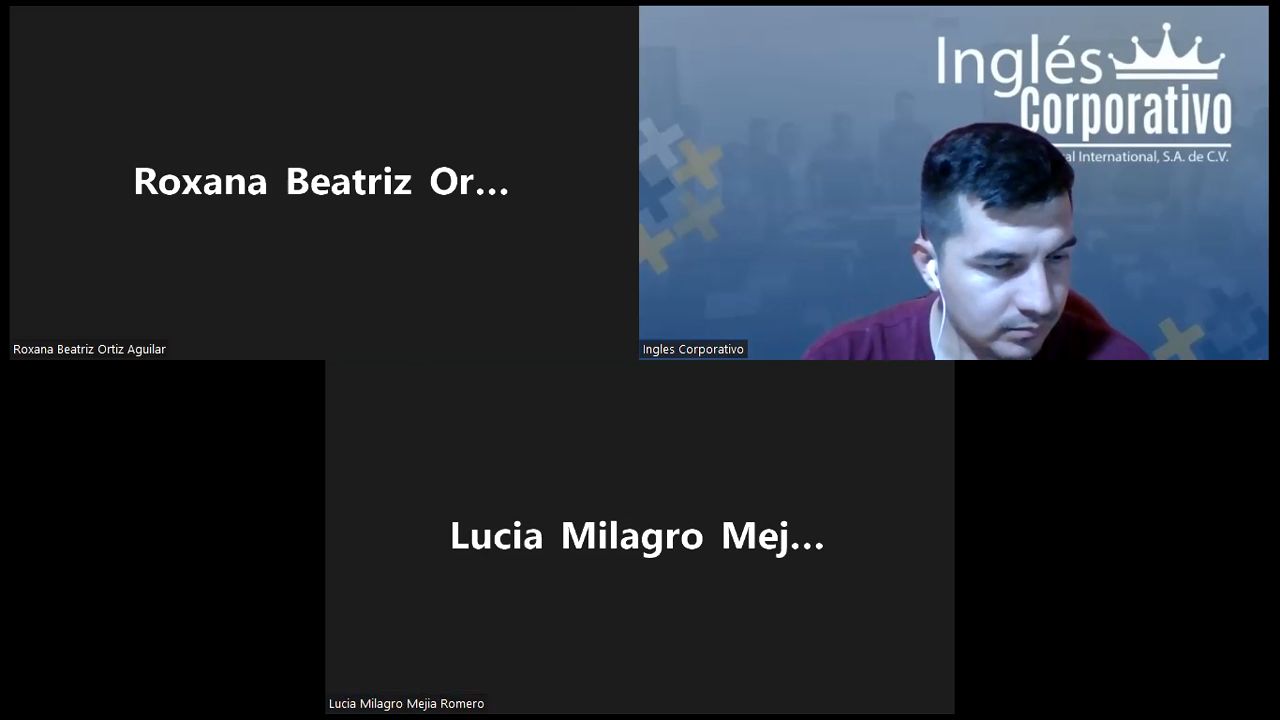 Roxana Beatriz Or...
Roxana Beatriz Ortiz Aguilar
Inglés
Corporativo
al International, S.A. de C.V.
Ingles Corporativo
Lucia Milagro Mej...
Lucia Milagro Mejia Romero